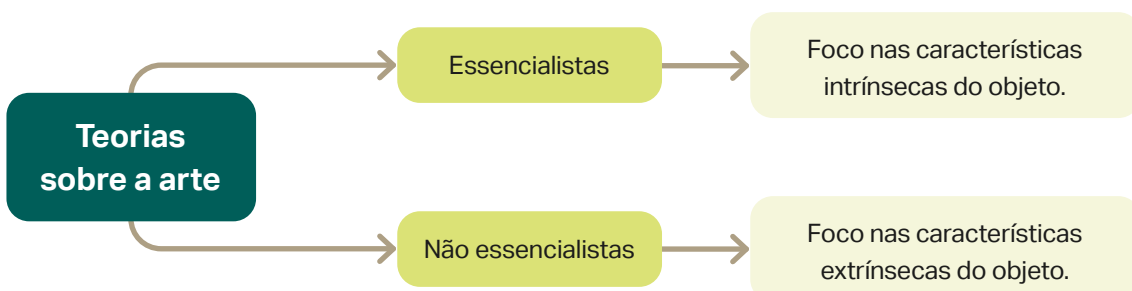 Teorias
sobre a arte
Essencialistas
Foco nas características
intrínsecas do objeto.
Não essencialistas
Foco nas características
extrínsecas do objeto.